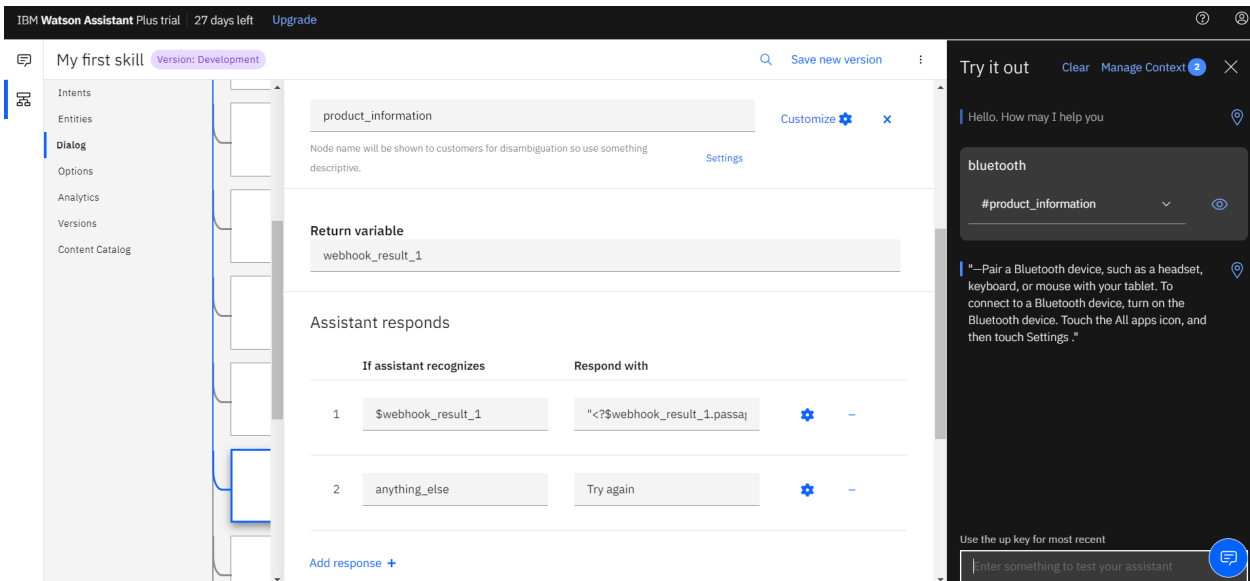 IBM Watson Assistant Plus trial 27 days left Upgrade
My first skill Version: Development Save new version
Intents
Entities
Dialog
Options
Analytics
Versions
Content Catalog
product_information Customize
Node name will be shown to customers for disambiguation so use something
descriptive.
Settings
Return variable
webhook_result_1
Assistant responds
If assistant recognizes Respond with
1 $webhook_result_1 "<?$webhook_result_1.passag
2 anything_else Try again
Add response +
Try it out Clear Manage Context 2
Hello. How may I help you
bluetooth
#product_information
"—Pair a Bluetooth device, such as a headset,
keyboard, or mouse with your tablet. To
connect to a Bluetooth device, turn on the
Bluetooth device. Touch the All apps icon, and
then touch Settings ."
Use the up key for most recent
Enter something to test your assistant